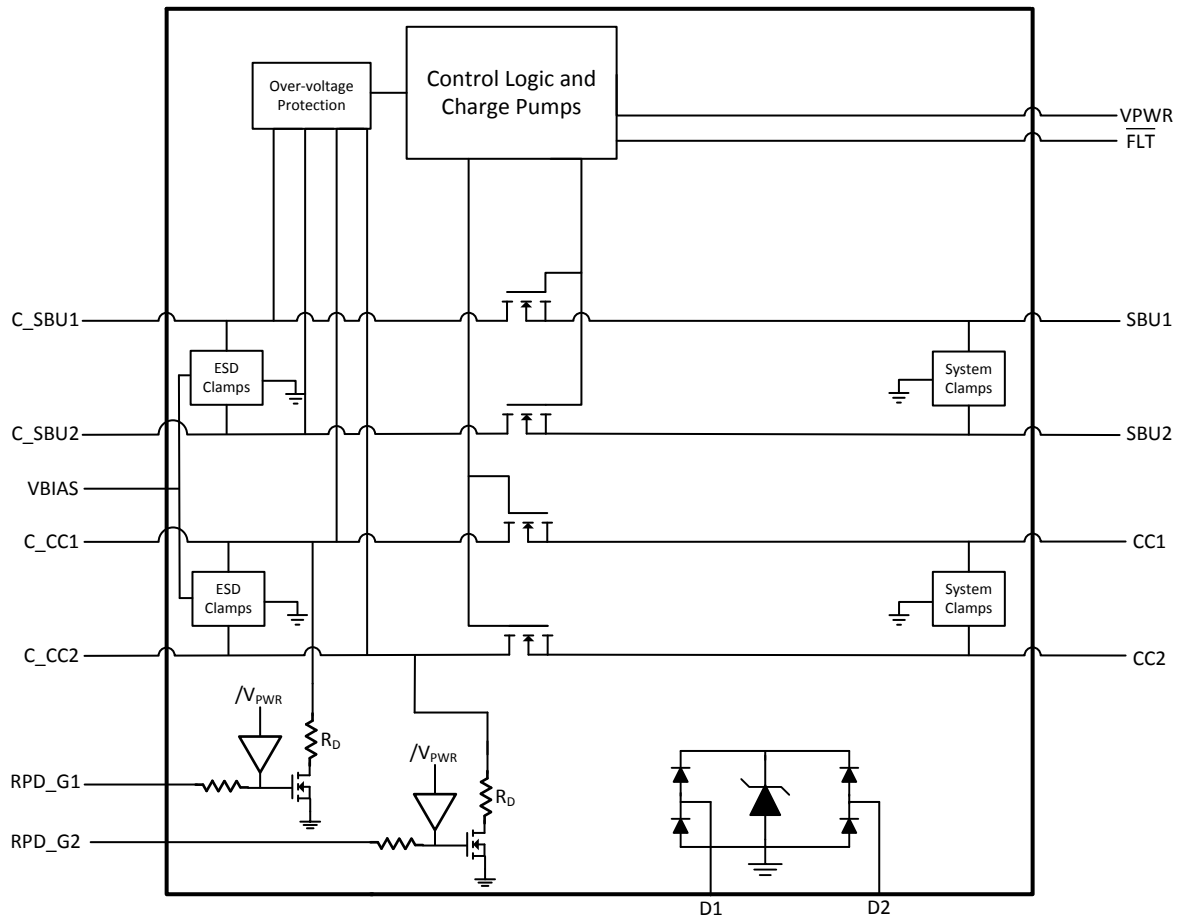 Over-voltage
Protection
Control Logic and
Charge Pumps
VPWR
FLT
C_SBU1
SBU1
ESD
Clamps
System
Clamps
C_SBU2
SBU2
VBIAS
C_CC1
CC1
ESD
Clamps
System
Clamps
C_CC2
CC2
/VPWR
RD
/VPWR
RPD_G1
RD
RPD_G2
D1
D2